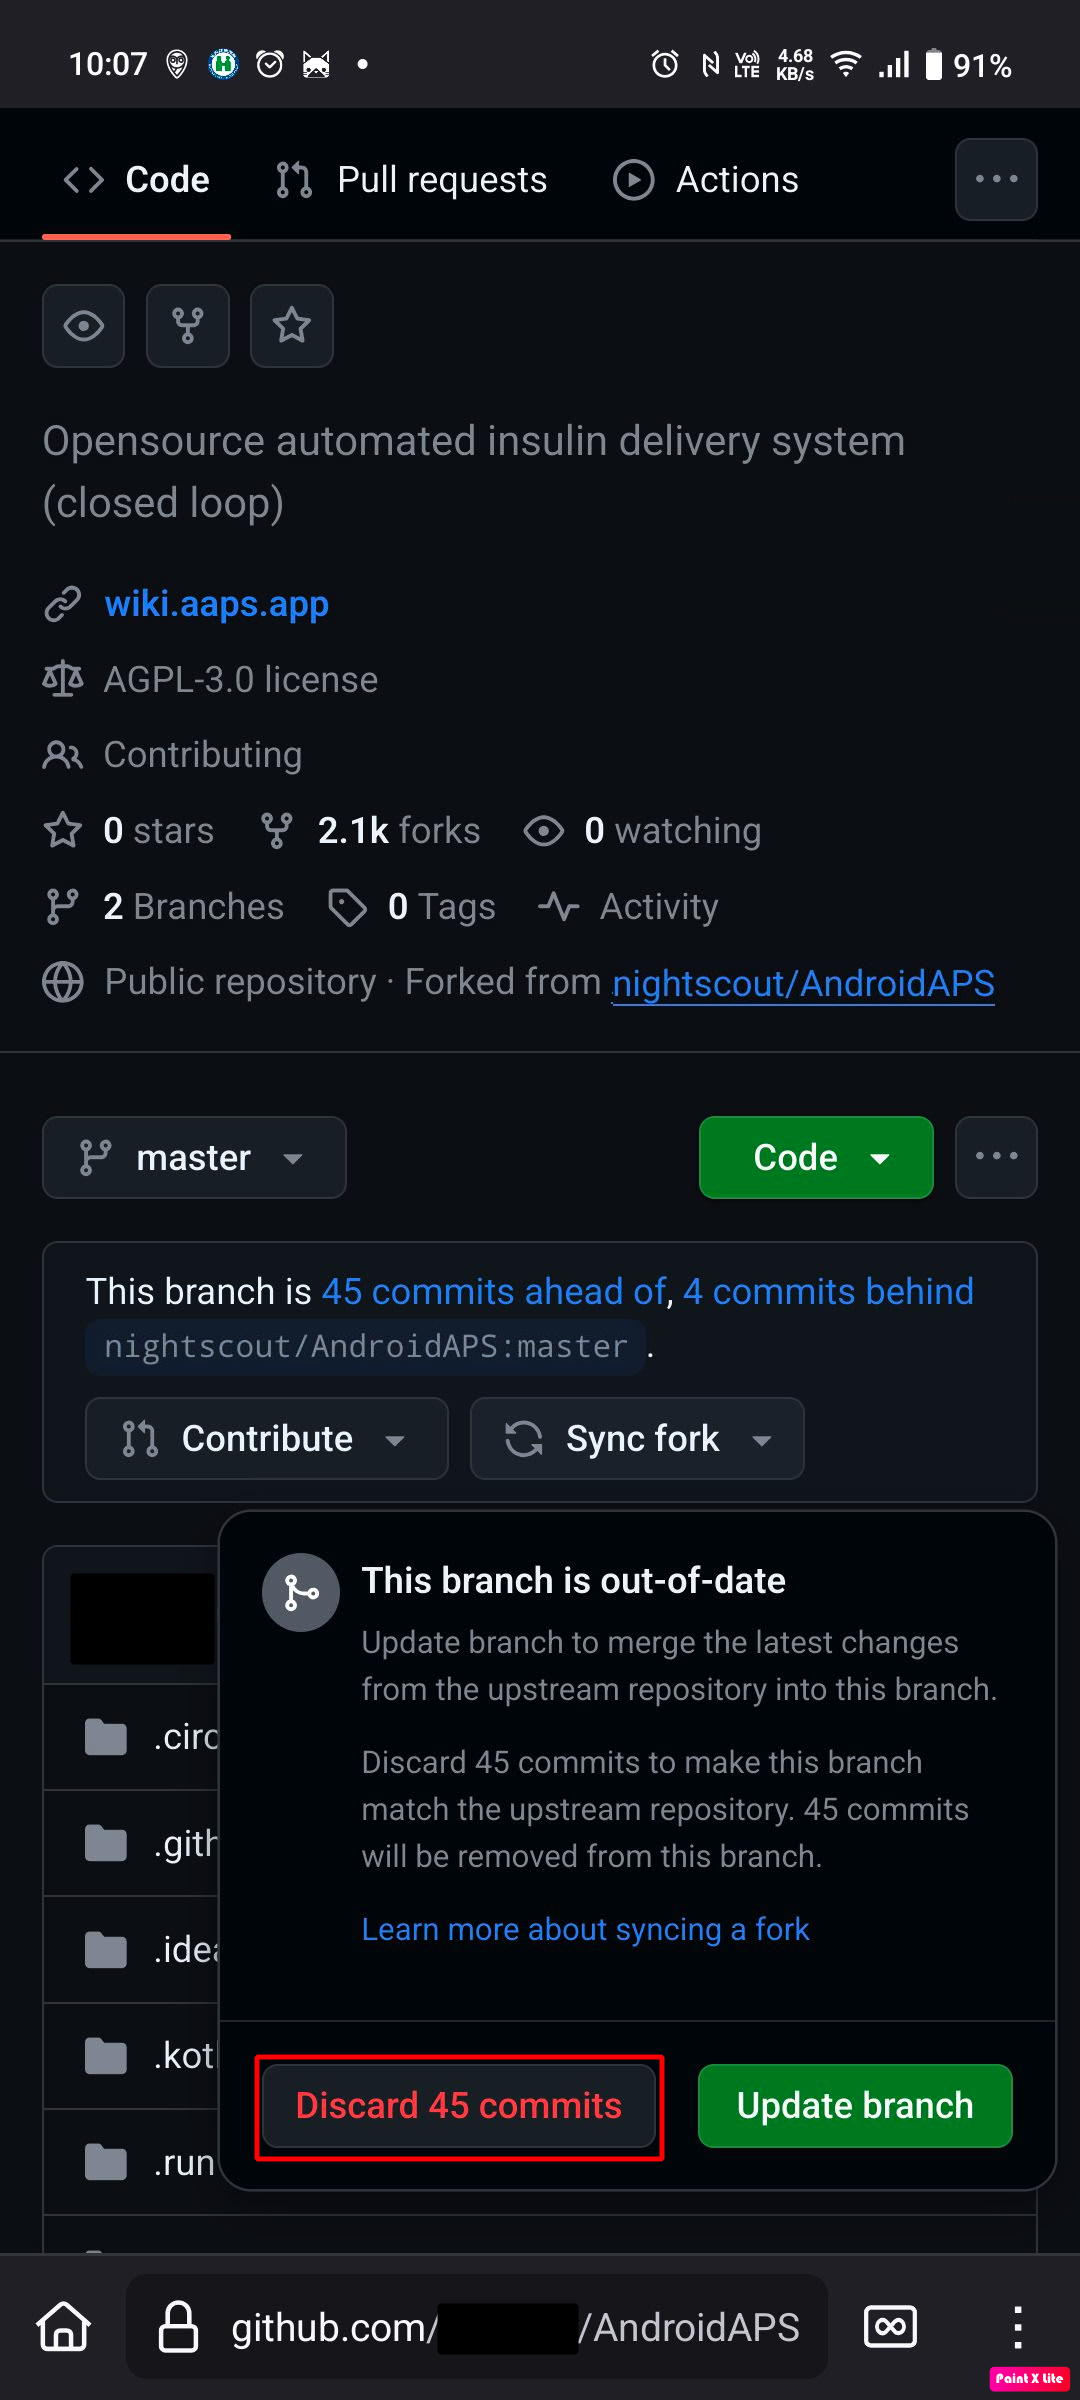 10:07
Vo) LTE
4.68 KB/s
91%
Code Pull requests Actions
Opensource automated insulin delivery system
(closed loop)
wiki.aaps.app
AGPL-3.0 license
Contributing
0 stars 2.1k forks 0 watching
2 Branches 0 Tags Activity
Public repository · Forked from nightscout/AndroidAPS
master Code
This branch is 45 commits ahead of, 4 commits behind
nightscout/AndroidAPS:master .
Contribute Sync fork
This branch is out-of-date
Update branch to merge the latest changes
from the upstream repository into this branch.
Discard 45 commits to make this branch
match the upstream repository. 45 commits
will be removed from this branch.
Learn more about syncing a fork
Discard 45 commits Update branch
.circ
.gith
.idea
.kotl
.run
github.com/ /AndroidAPS
Paint X Lite